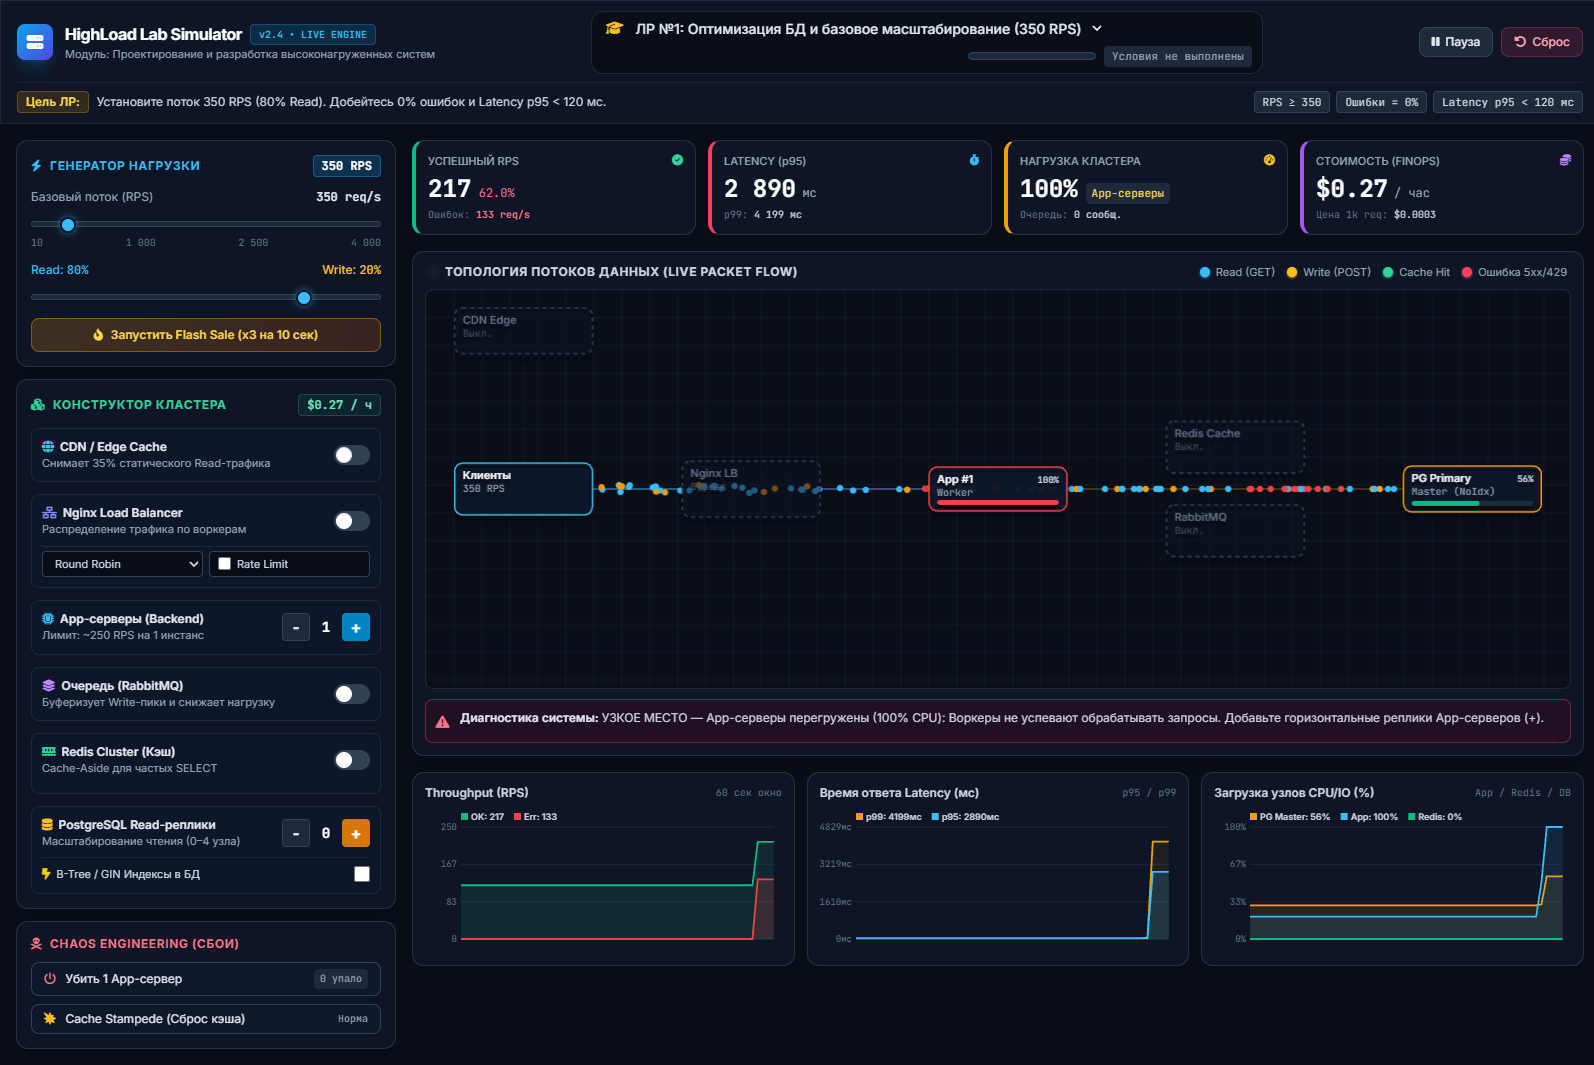 HighLoad Lab Simulator
v2.4 • LIVE ENGINE
Модуль: Проектирование и разработка высоконагруженных систем
ЛР №1: Оптимизация БД и базовое масштабирование (350 RPS)
Условия не выполнены
Пауза
Сброс
Цель ЛР:
Установите поток 350 RPS (80% Read). Добейтесь 0% ошибок и Latency p95 < 120 мс.
RPS ≥ 350
Ошибки = 0%
Latency p95 < 120 мс
ГЕНЕРАТОР НАГРУЗКИ
350 RPS
Базовый поток (RPS)
350 req/s
10
1 000
2 500
4 000
Read: 80%
Write: 20%
Запустить Flash Sale (x3 на 10 сек)
КОНСТРУКТОР КЛАСТЕРА
$0.27 / ч
CDN / Edge Cache
Снимает 35% статического Read-трафика
Nginx Load Balancer
Распределение трафика по воркерам
Round Robin
Rate Limit
App-серверы (Backend)
Лимит: ~250 RPS на 1 инстанс
- 1 +
Очередь (RabbitMQ)
Буферизует Write-пики и снижает нагрузку
Redis Cluster (Кэш)
Cache-Aside для частых SELECT
PostgreSQL Read-реплики
Масштабирование чтения (0–4 узла)
- 0 +
B-Tree / GIN Индексы в БД
CHAOS ENGINEERING (СБОИ)
Убить 1 App-сервер
0 упало
Cache Stampede (Сброс кэша)
Норма
УСПЕШНЫЙ RPS
217 62.0%
Ошибок: 133 req/s
LATENCY (p95)
2 890 мс
p99: 4 199 мс
НАГРУЗКА КЛАСТЕРА
100% App-серверы
Очередь: 0 сообщ.
СТОИМОСТЬ (FINOPS)
$0.27 / час
Цена 1k req: $0.0003
ТОПОЛОГИЯ ПОТОКОВ ДАННЫХ (LIVE PACKET FLOW)
Read (GET)
Write (POST)
Cache Hit
Ошибка 5xx/429
CDN Edge
Выкл.
Клиенты
350 RPS
Nginx LB
App #1 100%
Worker
Redis Cache
Выкл.
RabbitMQ
Выкл.
PG Primary 56%
Master (NoIdx)
Диагностика системы: УЗКОЕ МЕСТО — App-серверы перегружены (100% CPU): Воркеры не успевают обрабатывать запросы. Добавьте горизонтальные реплики App-серверов (+).
Throughput (RPS)
60 сек окно
OK: 217
Err: 133
250
167
83
0
Время ответа Latency (мс)
p95 / p99
p99: 4199мс
p95: 2890мс
4829мс
3219мс
1610мс
0мс
Загрузка узлов CPU/IO (%)
App / Redis / DB
PG Master: 56%
App: 100%
Redis: 0%
100%
67%
33%
0%